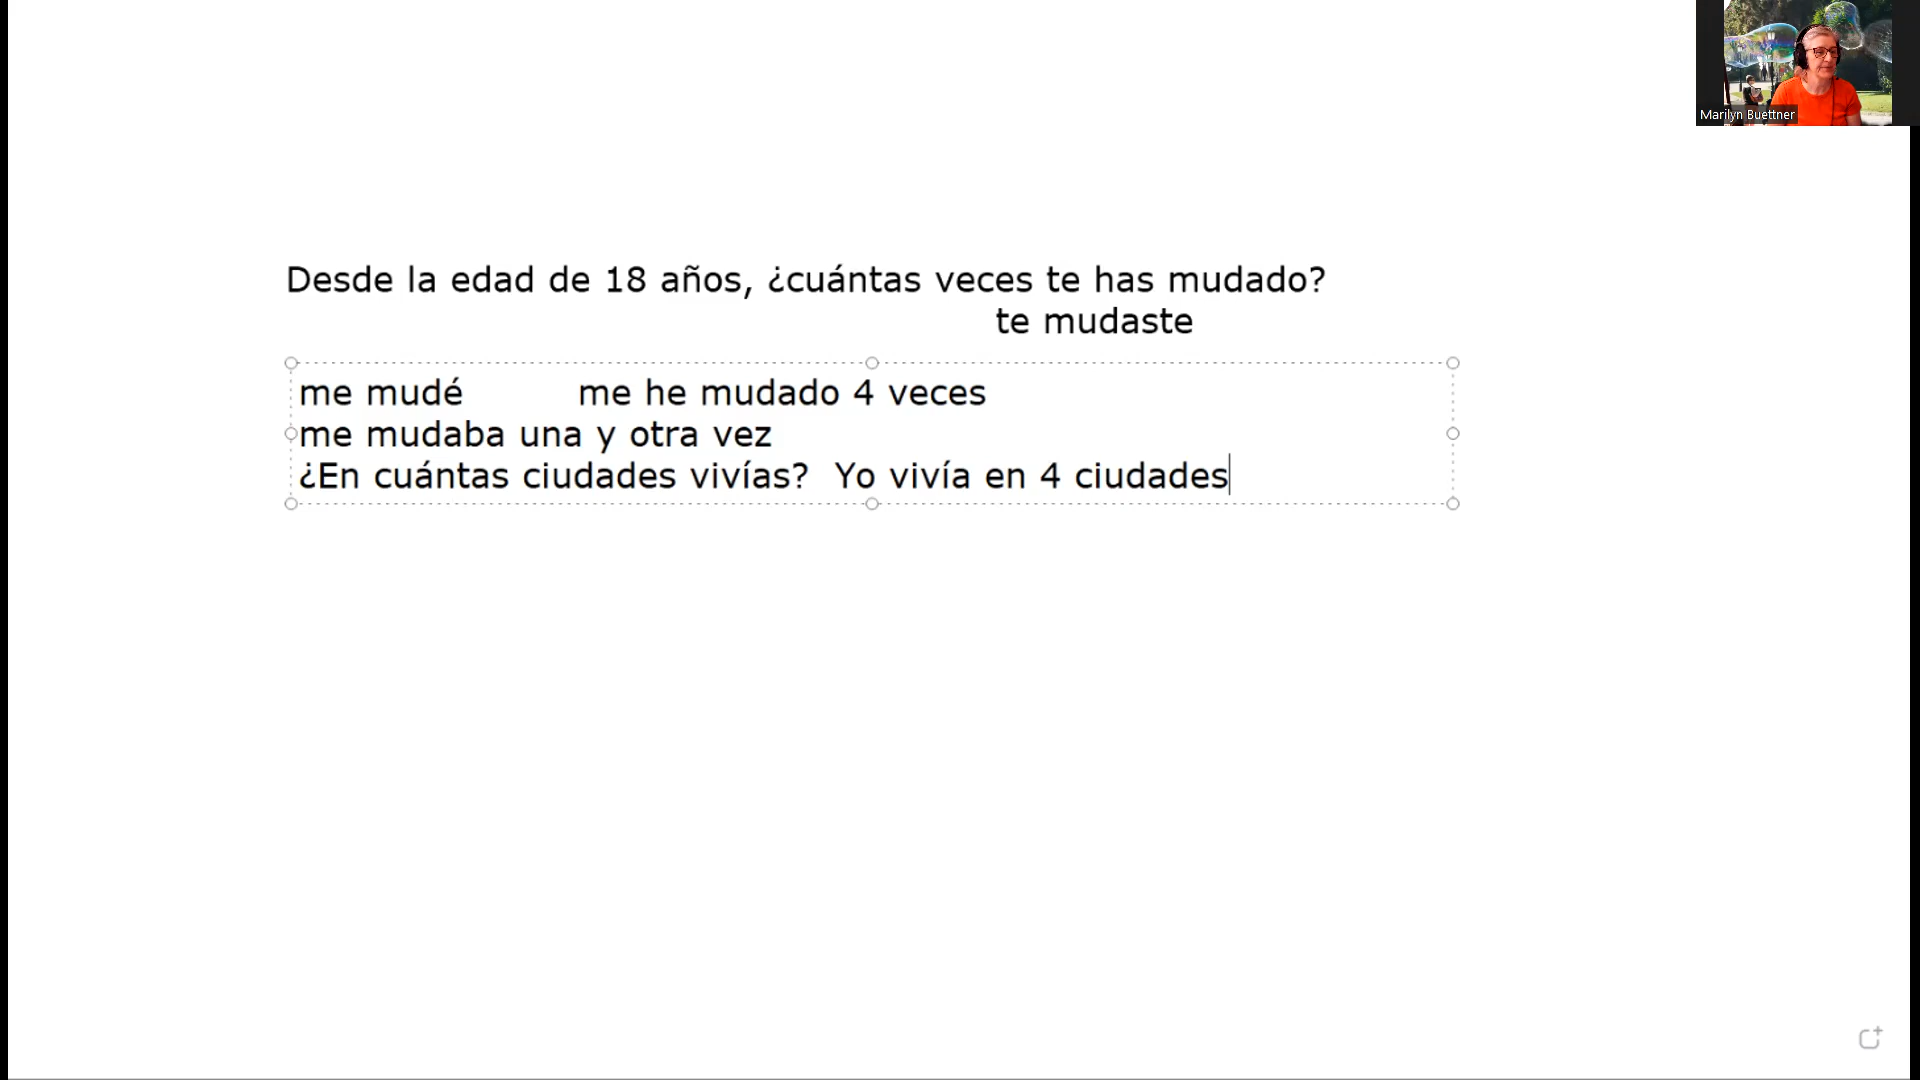 Marilyn Buettner
Desde la edad de 18 años, ¿cuántas veces te has mudado?
te mudaste
me mudé me he mudado 4 veces
me mudaba una y otra vez
¿En cuántas ciudades vivías? Yo vivía en 4 ciudades